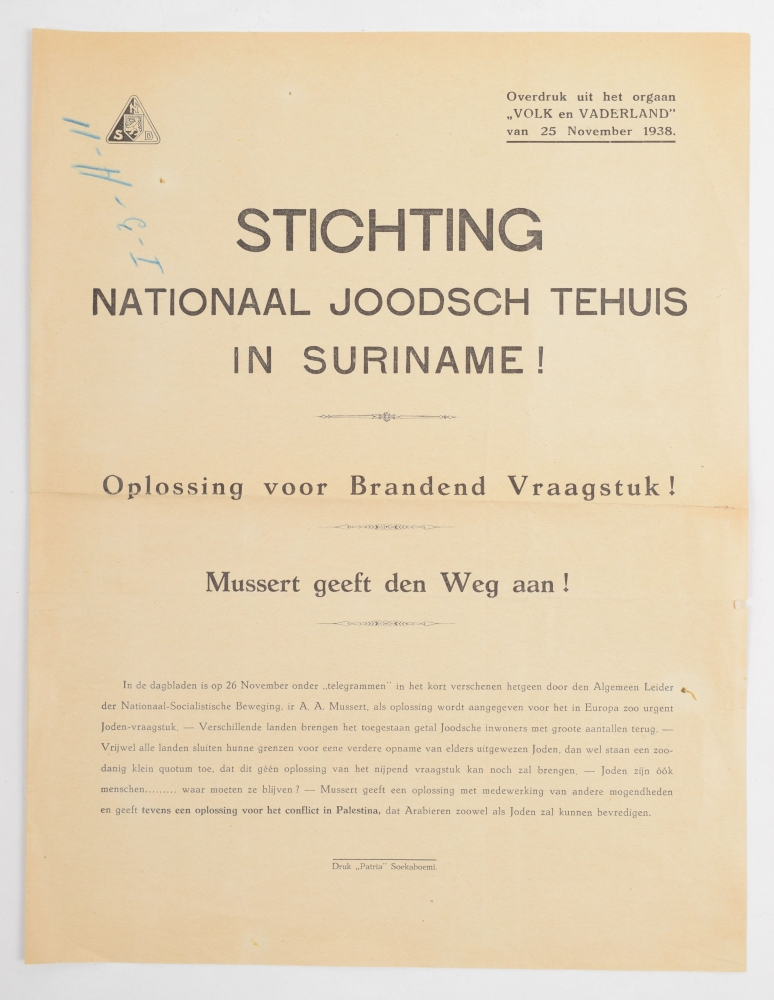 N
S B
Overdruk uit het orgaan
„VOLK en VADERLAND"
van 25 November 1938.
I-3-A-11
STICHTING
NATIONAAL JOODSCH TEHUIS
IN SURINAME!
Oplossing voor Brandend Vraagstuk!
Mussert geeft den Weg aan!
In de dagbladen is op 26 November onder „telegrammen" in het kort verschenen hetgeen door den Algemeen Leider
der Nationaal-Socialistische Beweging, ir A. A. Mussert, als oplossing wordt aangegeven voor het in Europa zoo urgent
Joden-vraagstuk. — Verschillende landen brengen het toegestaan getal Joodsche inwoners met groote aantallen terug. —
Vrijwel alle landen sluiten hunne grenzen voor eene verdere opname van elders uitgewezen Joden, dan wel staan een zoo-
danig klein quotum toe, dat dit géén oplossing van het nijpend vraagstuk kan noch zal brengen. — Joden zijn óók
menschen......... waar moeten ze blijven? — Mussert geeft een oplossing met medewerking van andere mogendheden
en geeft tevens een oplossing voor het conflict in Palestina, dat Arabieren zoowel als Joden zal kunnen bevredigen.
Druk „Patria" Soekaboemi.